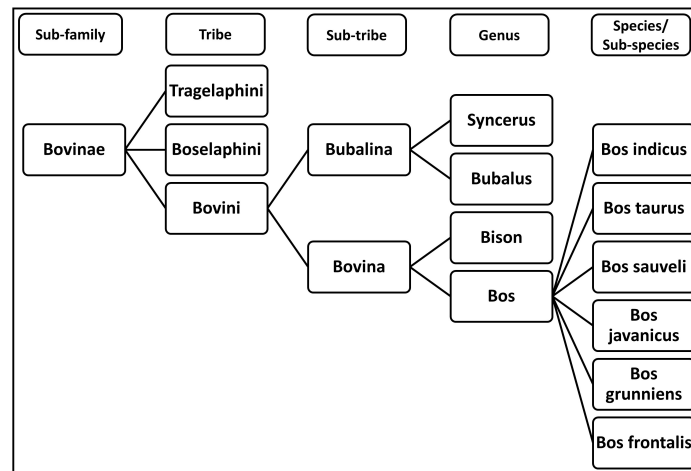 Sub-family
Tribe
Sub-tribe
Genus
Species/
Sub-species
Bovinae
Tragelaphini
Boselaphini
Bovini
Bubalina
Bovina
Syncerus
Bubalus
Bison
Bos
Bos indicus
Bos taurus
Bos sauveli
Bos
javanicus
Bos
grunniens
Bos frontalis